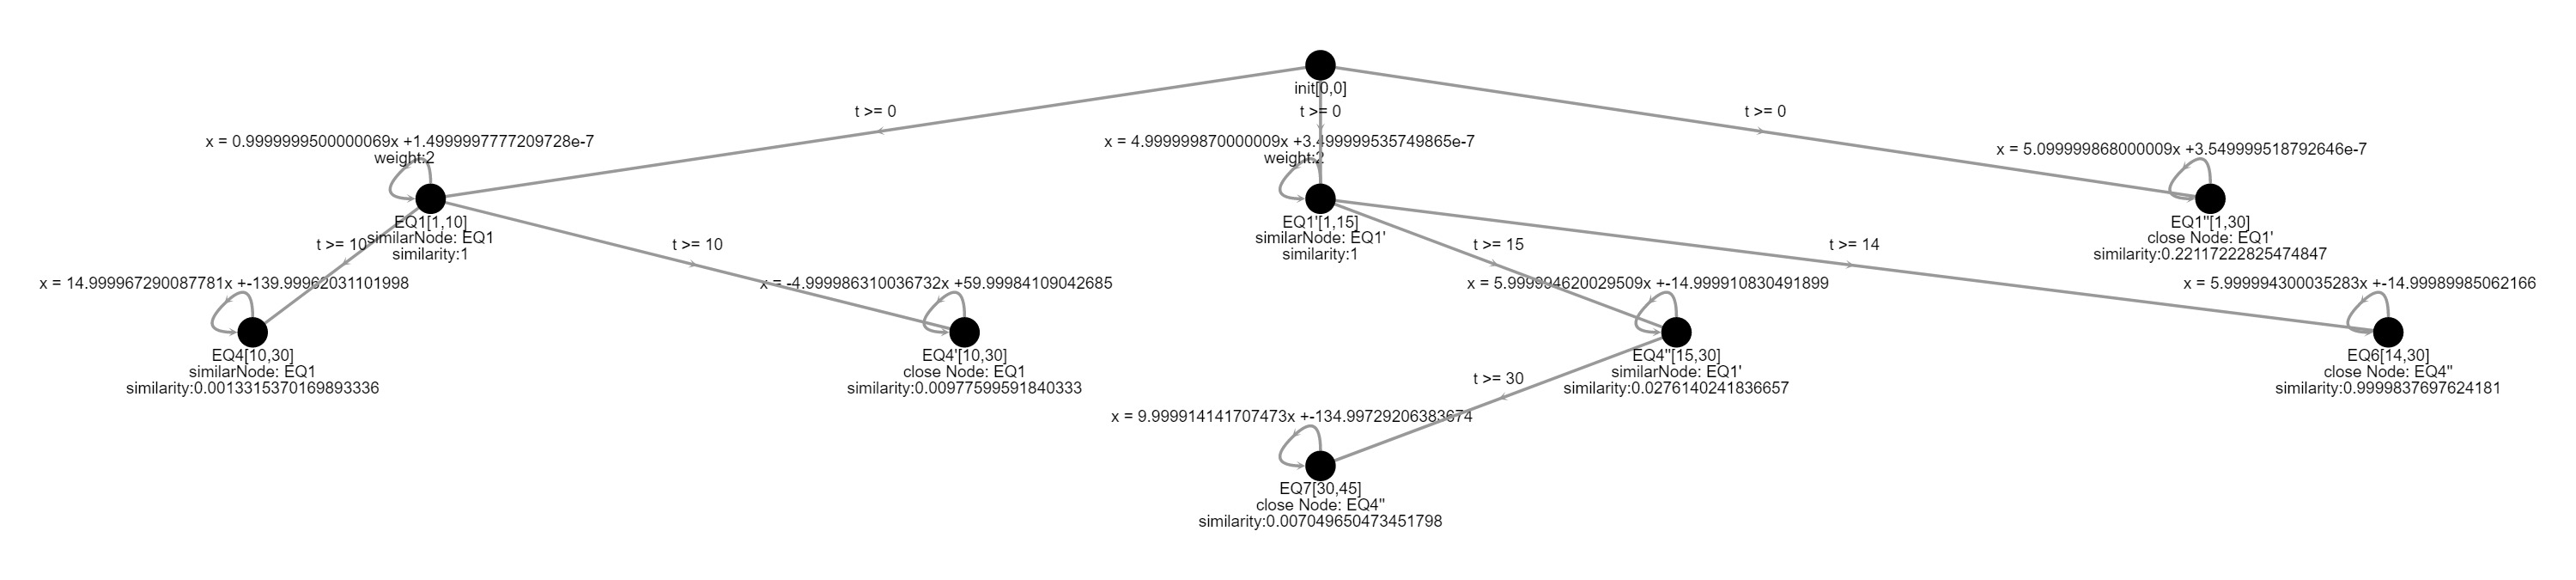 init[0,0]
t >= 0
t >= 0
t >= 0
x = 0.9999999500000069x +1.4999997777209728e-7
weight:2
x = 4.999999870000009x +3.499999535749865e-7
weight:2
x = 5.099999868000009x +3.549999518792646e-7
EQ1[1,10]
similarNode: EQ1
similarity:1
EQ1'[1,15]
similarNode: EQ1'
similarity:1
EQ1''[1,30]
close Node: EQ1'
similarity:0.22117222825474847
t >= 10
t >= 10
t >= 15
t >= 14
x = 14.999967290087781x +-139.99962031101998
x = -4.999986310036732x +59.99984109042685
x = 5.999994620029509x +-14.999910830491899
x = 5.999994300035283x +-14.99989985062166
EQ4[10,30]
similarNode: EQ1
similarity:0.0013315370169893336
EQ4'[10,30]
close Node: EQ1
similarity:0.00977599591840333
EQ4''[15,30]
similarNode: EQ1'
similarity:0.0276140241836657
EQ6[14,30]
close Node: EQ4''
similarity:0.9999837697624181
t >= 30
x = 9.999914141707473x +-134.99729206383674
EQ7[30,45]
close Node: EQ4''
similarity:0.007049650473451798